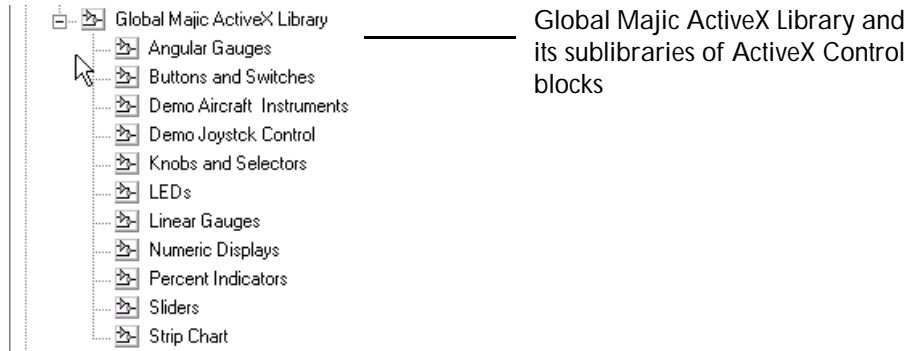 Global Majic ActiveX Library
Angular Gauges
Buttons and Switches
Demo Aircraft Instruments
Demo Joystck Control
Knobs and Selectors
LEDs
Linear Gauges
Numeric Displays
Percent Indicators
Sliders
Strip Chart
Global Majic ActiveX Library and
its sublibraries of ActiveX Control
blocks